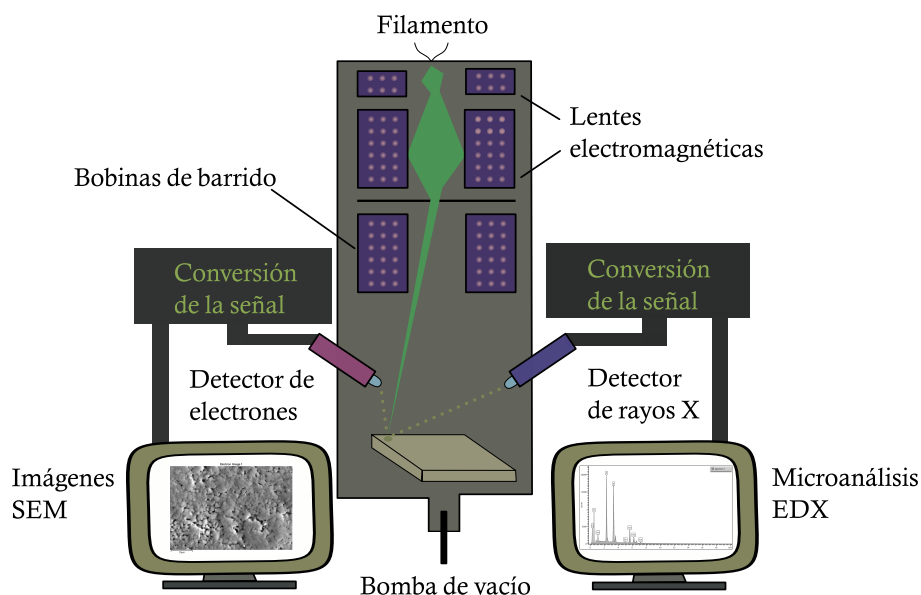 Filamento
Lentes
electromagnéticas
Bobinas de barrido
Conversión
de la señal
Conversión
de la señal
Detector de
electrones
Detector
de rayos X
Imágenes
SEM
Microanálisis
EDX
Bomba de vacío